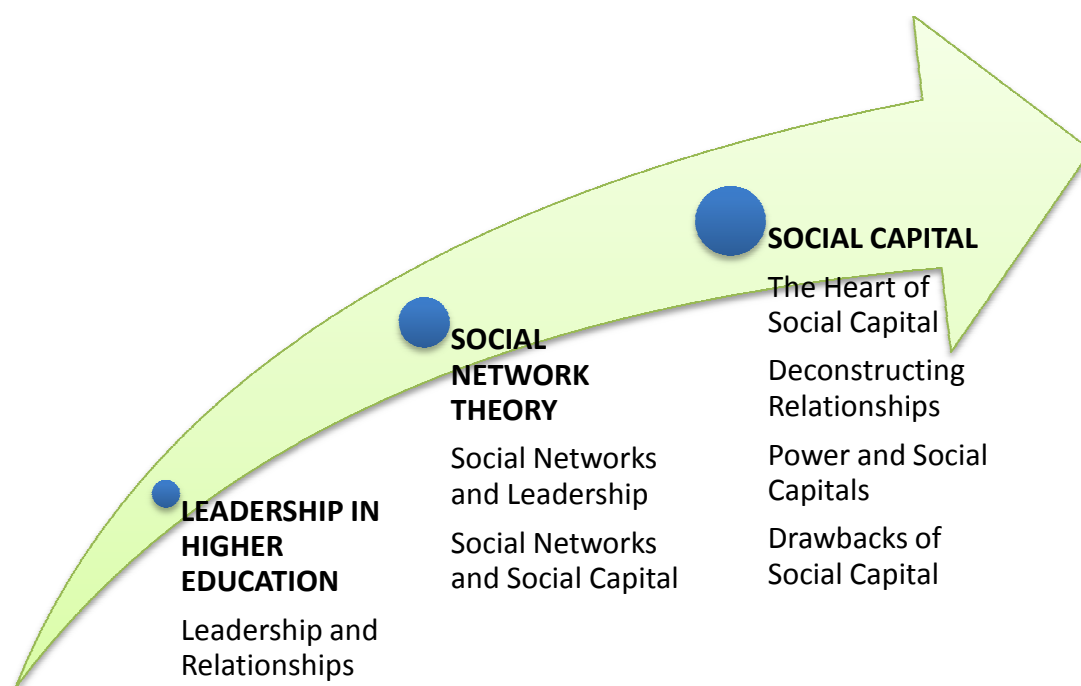 LEADERSHIP IN
HIGHER
EDUCATION
Leadership and
Relationships
SOCIAL
NETWORK
THEORY
Social Networks
and Leadership
Social Networks
and Social Capital
SOCIAL CAPITAL
The Heart of
Social Capital
Deconstructing
Relationships
Power and Social
Capitals
Drawbacks of
Social Capital